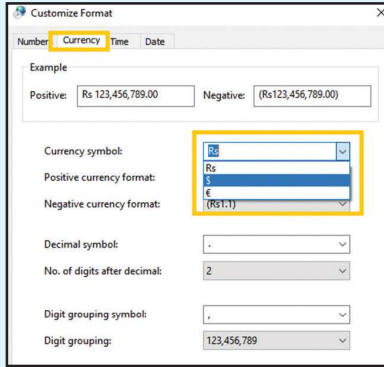 Customize Format
Number Currency Time Date
Example
Positive: Rs 123,456,789.00 Negative: (Rs123,456,789.00)
Currency symbol: Rs
Rs
Positive currency format: $
€
Negative currency format: (Rs1.1)
Decimal symbol: .
No. of digits after decimal: 2
Digit grouping symbol: ,
Digit grouping: 123,456,789